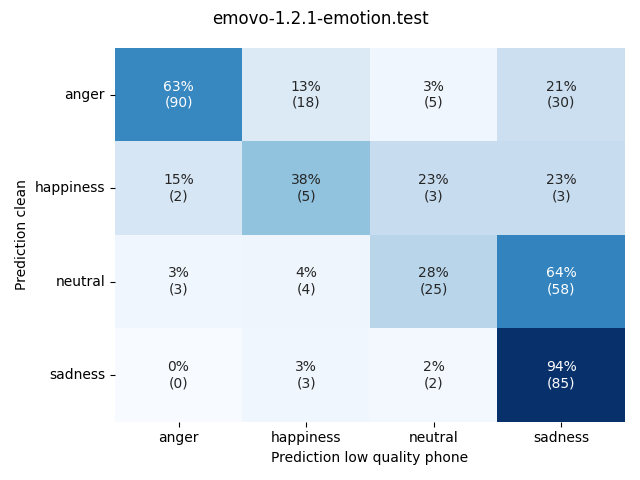 emovo-1.2.1-emotion.test
Prediction clean
anger
63%
(90)
13%
(18)
3%
(5)
21%
(30)
happiness
15%
(2)
38%
(5)
23%
(3)
23%
(3)
neutral
3%
(3)
4%
(4)
28%
(25)
64%
(58)
sadness
0%
(0)
3%
(3)
2%
(2)
94%
(85)
anger
happiness
neutral
sadness
Prediction low quality phone